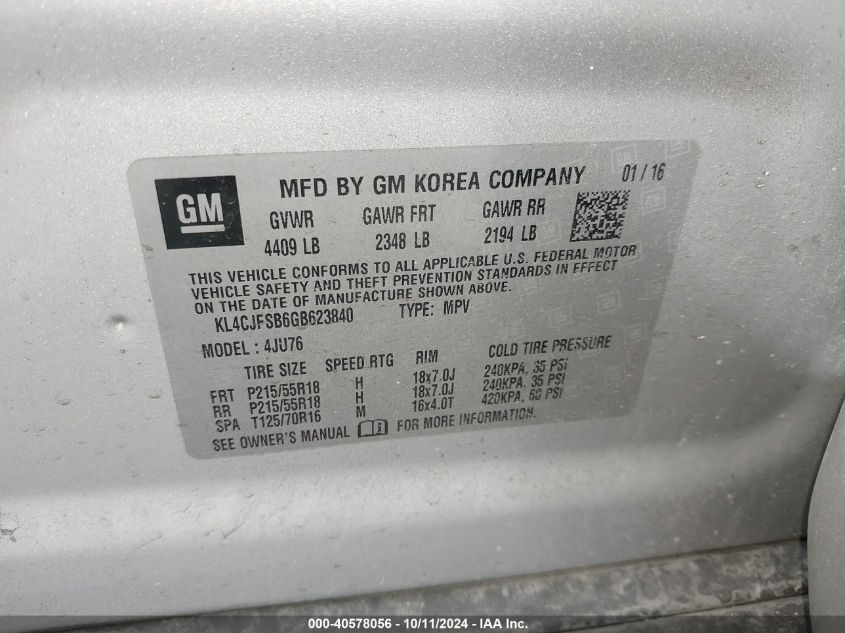 GM
MFD BY GM KOREA COMPANY 01 / 16
GVWR GAWR FRT GAWR RR
4409 LB 2348 LB 2194 LB
THIS VEHICLE CONFORMS TO ALL APPLICABLE U.S. FEDERAL MOTOR
VEHICLE SAFETY AND THEFT PREVENTION STANDARDS IN EFFECT
ON THE DATE OF MANUFACTURE SHOWN ABOVE.
KL4CJFSB6GB623840 TYPE: MPV
MODEL: 4JU76
TIRE SIZE SPEED RTG RIM COLD TIRE PRESSURE
FRT P215/55R18 H 18x7.0J 240KPA, 35 PSI
RR P215/55R18 H 18x7.0J 240KPA, 35 PSI
SPA T125/70R16 M 16x4.0T 420KPA, 60 PSI
SEE OWNER'S MANUAL FOR MORE INFORMATION.
000-40578056 - 10/11/2024 - IAA Inc.